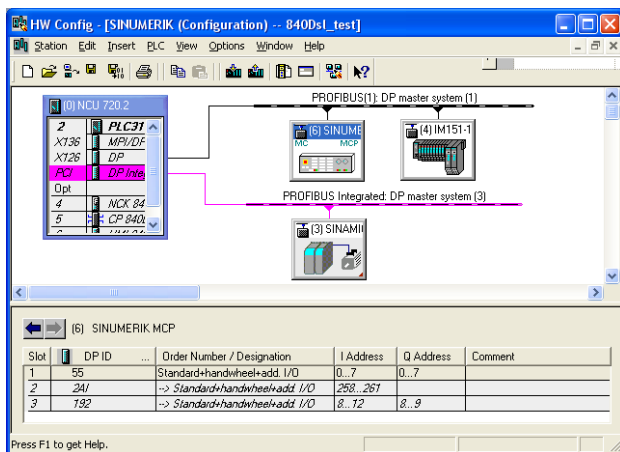 HW Config - [SINUMERIK (Configuration) -- 840Dsl_test]
Station Edit Insert PLC View Options Window Help
(0) NCU 720.2
2 PLC31
X136 MPI/DP
X126 DP
PCI DP Integ
Opt
4 NCK 84
5 CP 840
PROFIBUS(1): DP master system (1)
(6) SINUME
MC MCP
(4) IM151-1
PROFIBUS Integrated: DP master system (3)
(3) SINAMI
(6) SINUMERIK MCP
Slot DP ID ... Order Number / Designation I Address Q Address Comment
1 55 Standard+handwheel+add. I/O 0...7 0...7
2 2AI --> Standard+handwheel+add. I/O 258...261
3 192 --> Standard+handwheel+add. I/O 8...12 8...9
Press F1 to get Help.